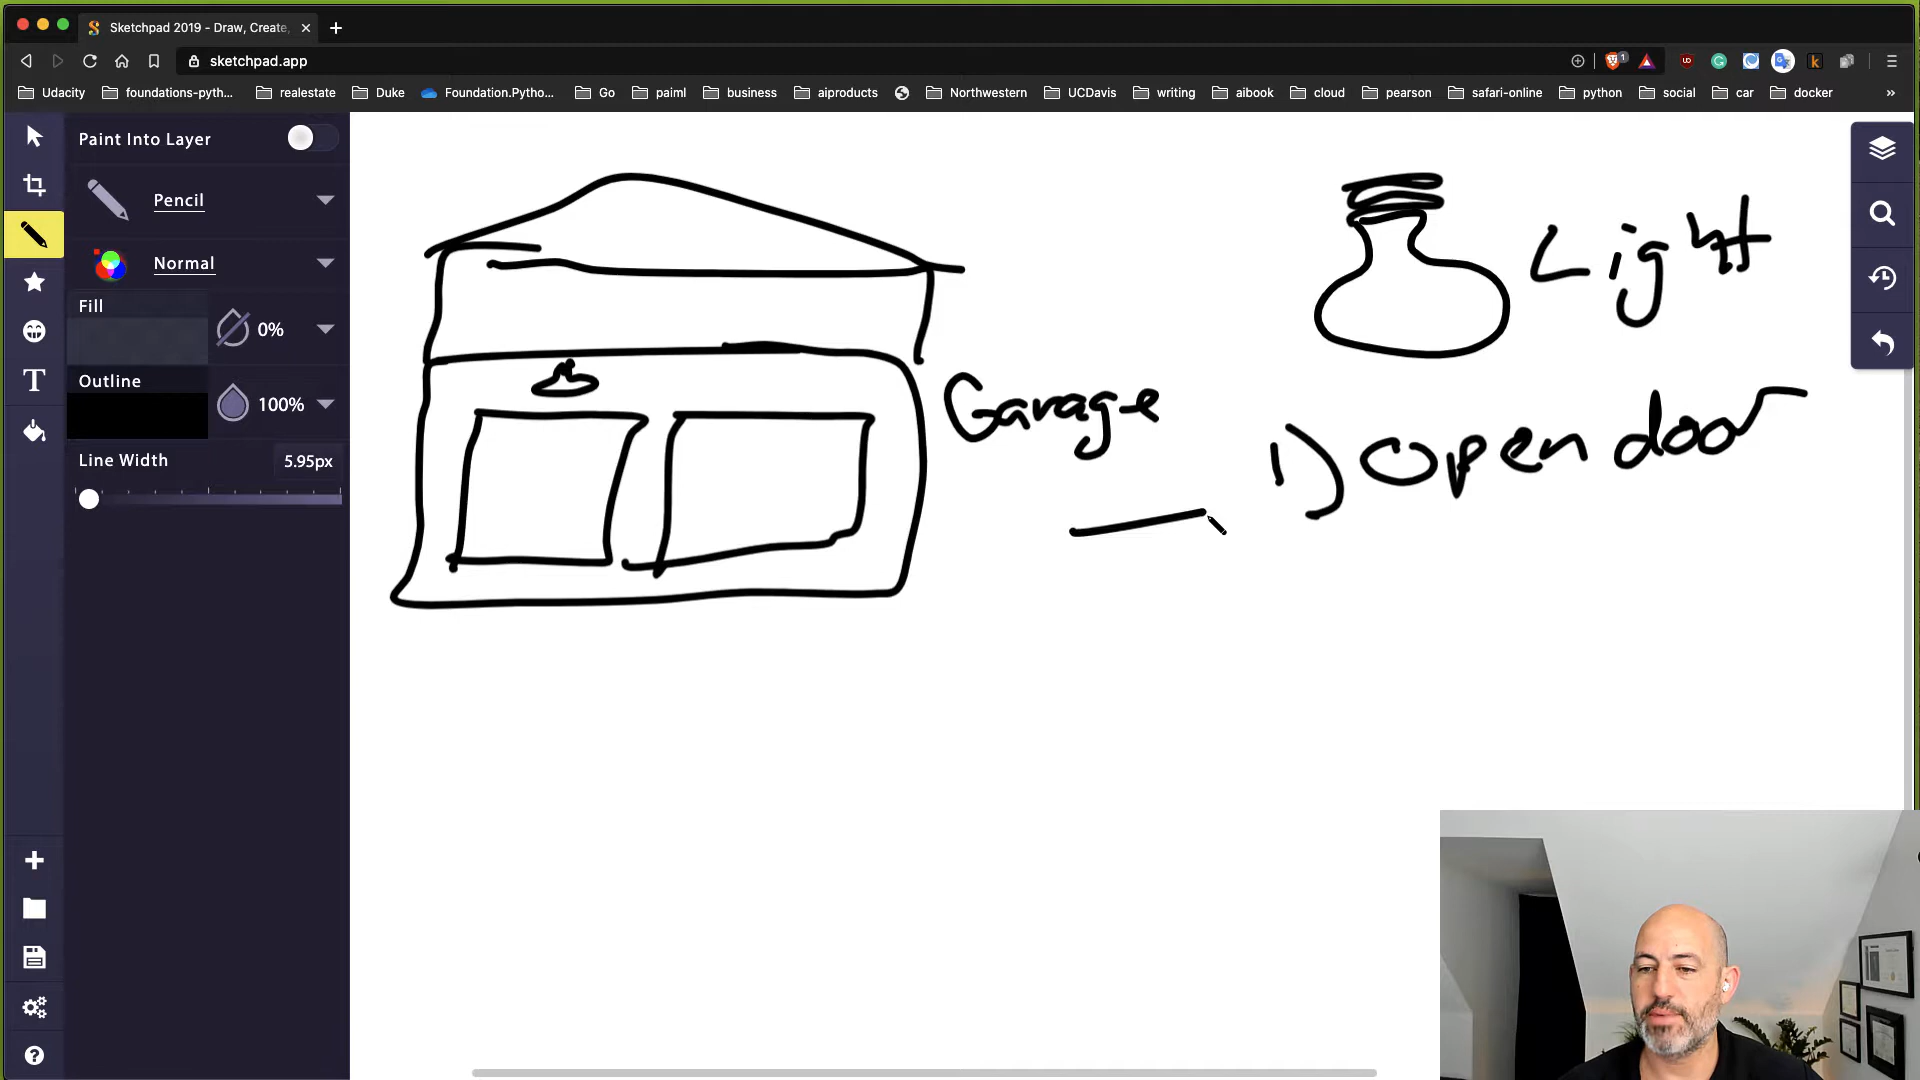 Sketchpad 2019 - Draw, Create,
sketchpad.app
1
UD
G
k
Udacity
foundations-pyth...
realestate
Duke
Foundation.Pytho...
Go
paiml
business
aiproducts
Northwestern
UCDavis
writing
aibook
cloud
pearson
safari-online
python
social
car
docker
»
Paint Into Layer
Pencil
Normal
Fill
0%
Outline
100%
Line Width
5.95px
T
Light
Garage
1) open door